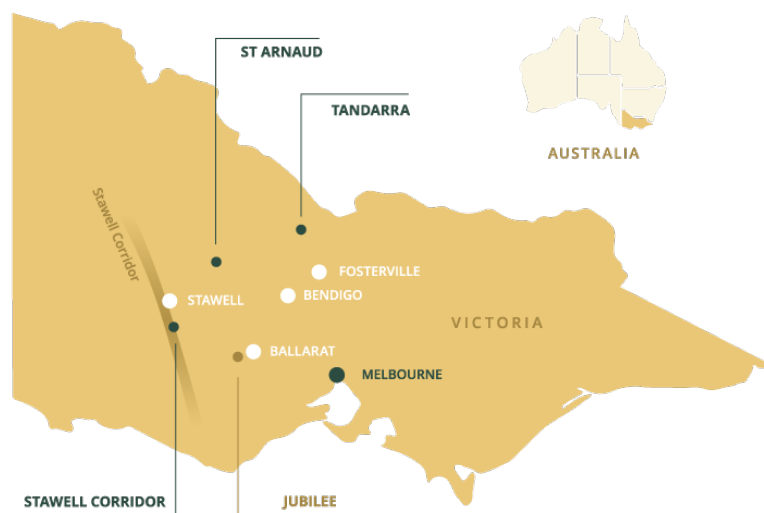 ST ARNAUD
TANDARRA
AUSTRALIA
Stawell Corridor
FOSTERVILLE
BENDIGO
STAWELL
VICTORIA
BALLARAT
MELBOURNE
STAWELL CORRIDOR
JUBILEE